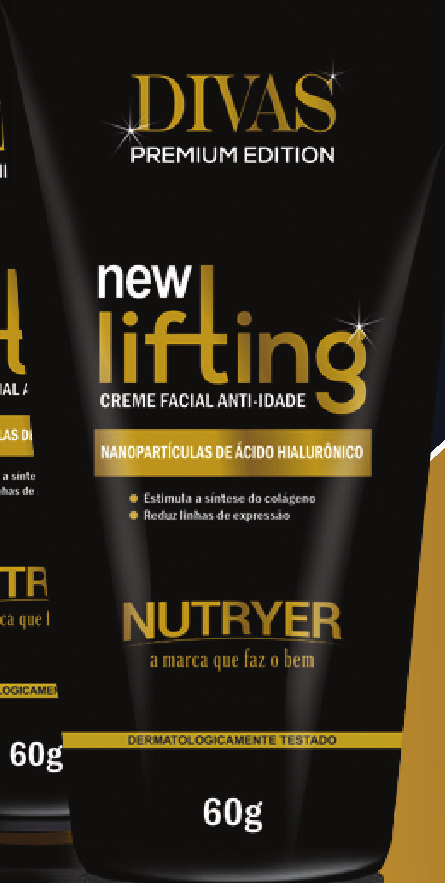 DIVAS
PREMIUM EDITION
new
lifting
CREME FACIAL ANTI-IDADE
NANOPARTÍCULAS DE ÁCIDO HIALURÔNICO
Estimula a síntese do colágeno
Reduz linhas de expressão
NUTRYER
a marca que faz o bem
DERMATOLOGICAMENTE TESTADO
60g
60g